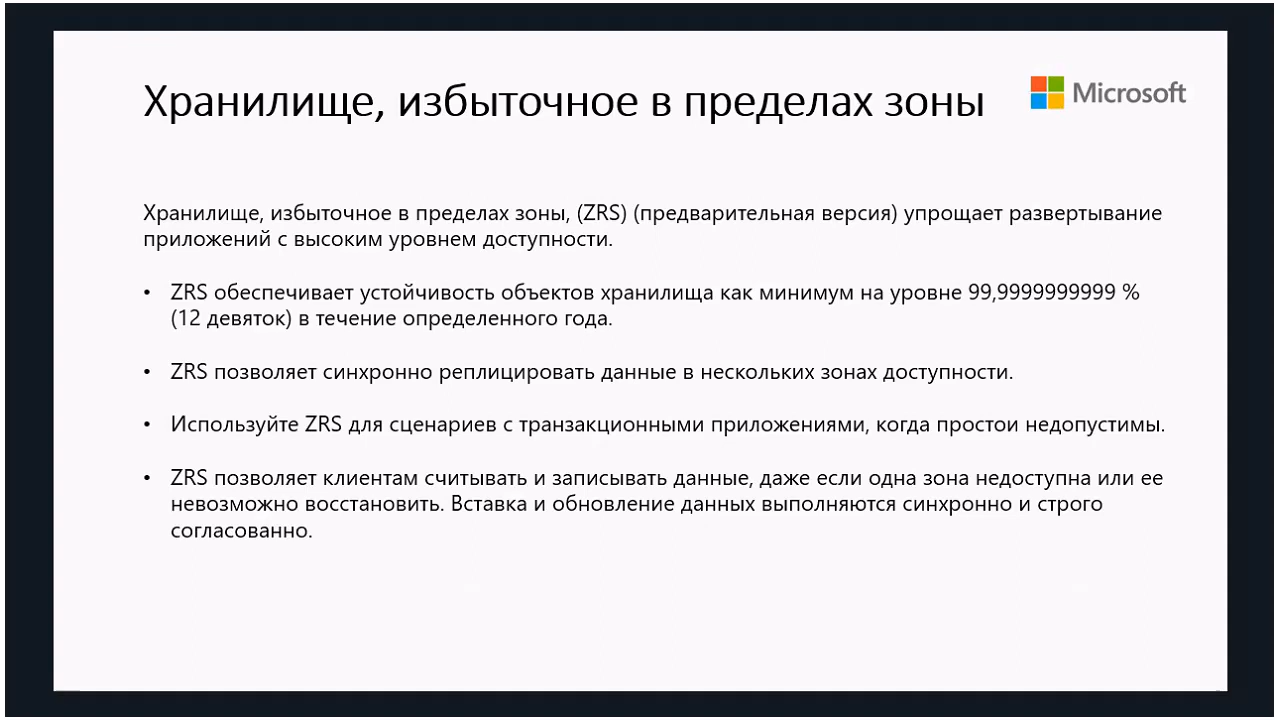 Хранилище, избыточное в пределах зоны
Microsoft
Хранилище, избыточное в пределах зоны, (ZRS) (предварительная версия) упрощает развертывание
приложений с высоким уровнем доступности.
• ZRS обеспечивает устойчивость объектов хранилища как минимум на уровне 99,9999999999 %
(12 девяток) в течение определенного года.
• ZRS позволяет синхронно реплицировать данные в нескольких зонах доступности.
• Используйте ZRS для сценариев с транзакционными приложениями, когда простои недопустимы.
• ZRS позволяет клиентам считывать и записывать данные, даже если одна зона недоступна или ее
невозможно восстановить. Вставка и обновление данных выполняются синхронно и строго
согласованно.